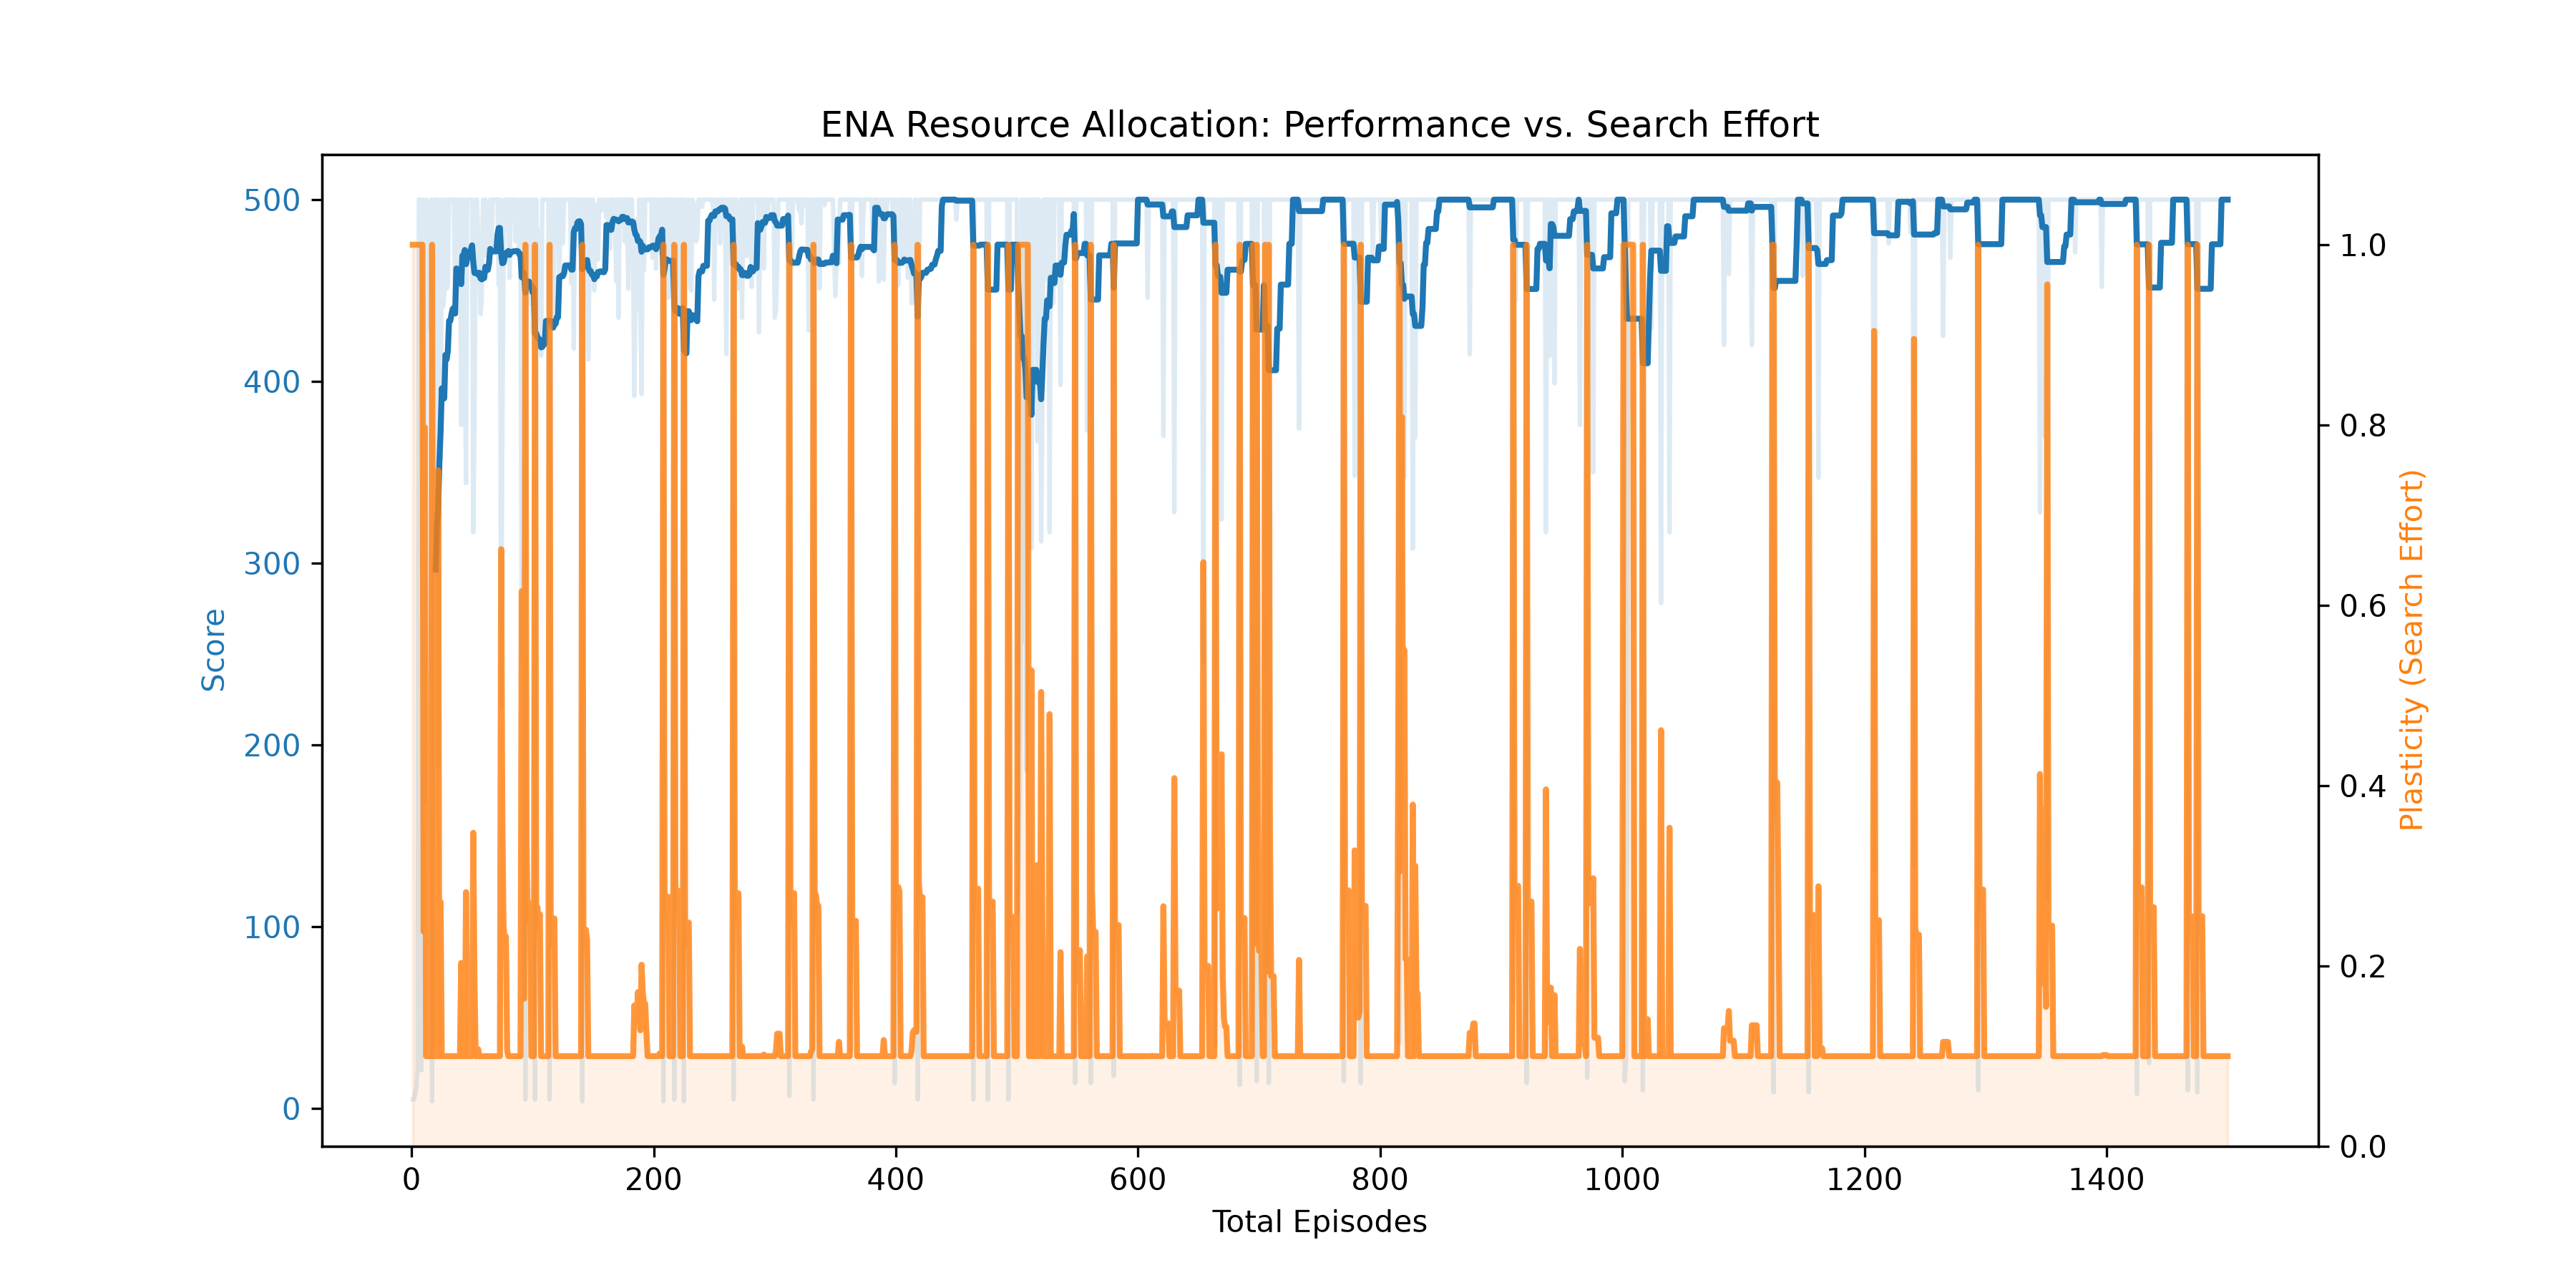 ENA Resource Allocation: Performance vs. Search Effort
500
400
300
200
100
0
Score
1.0
0.8
0.6
0.4
0.2
0.0
Plasticity (Search Effort)
0 200 400 600 800 1000 1200 1400
Total Episodes